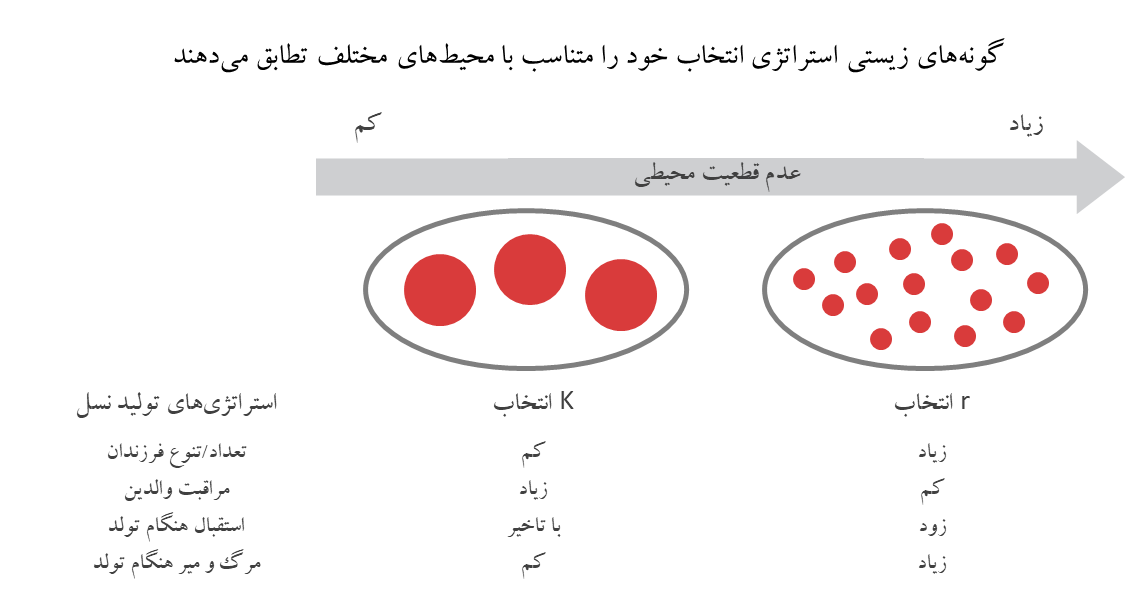 گونه‌های زیستی استراتژی انتخاب خود را متناسب با محیط‌های مختلف تطابق می‌دهند
زیاد کم
عدم قطعیت محیطی
r انتخاب K انتخاب استراتژی‌های تولید نسل
زیاد کم تعداد/تنوع فرزندان
کم زیاد مراقبت والدین
زود با تاخیر استقبال هنگام تولد
زیاد کم مرگ و میر هنگام تولد